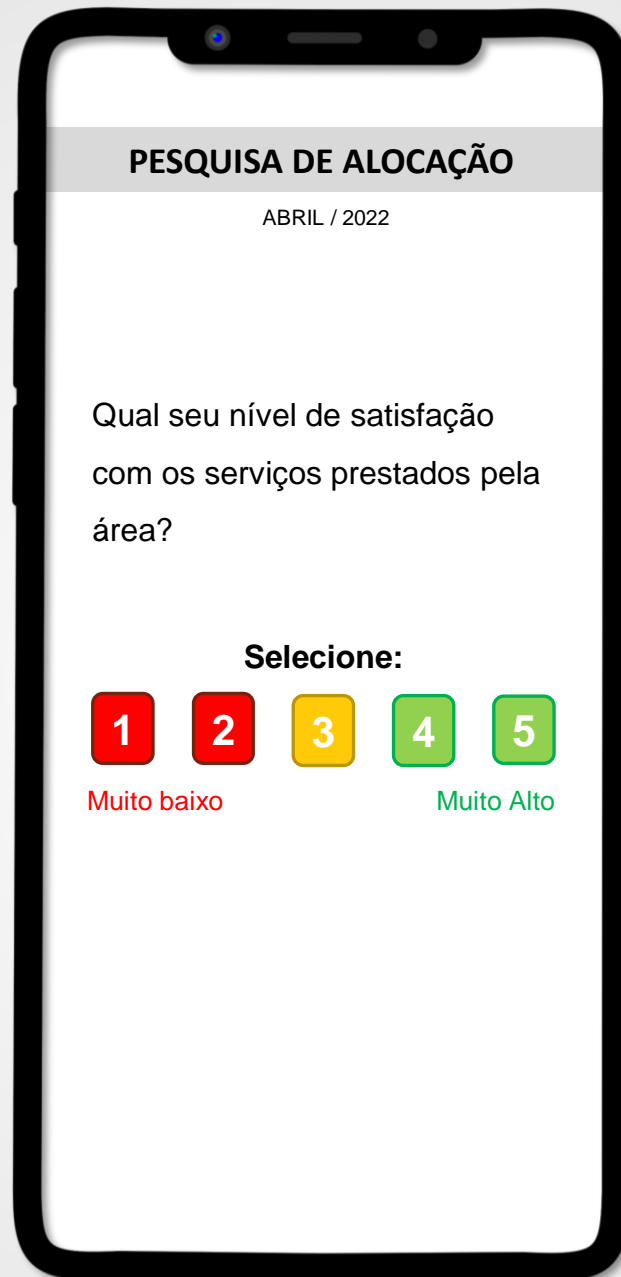 PESQUISA DE ALOCAÇÃO
ABRIL / 2022
Qual seu nível de satisfação
com os serviços prestados pela
área?
Selecione:
1 2 3 4 5
Muito baixo Muito Alto